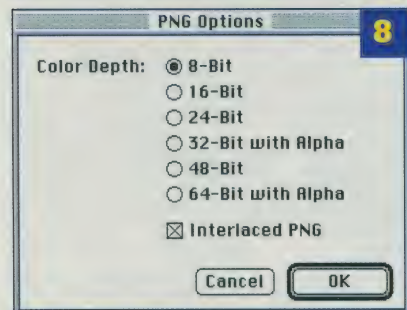 PNG Options
8
Color Depth: 8-Bit
16-Bit
24-Bit
32-Bit with Alpha
48-Bit
64-Bit with Alpha
Interlaced PNG
Cancel OK